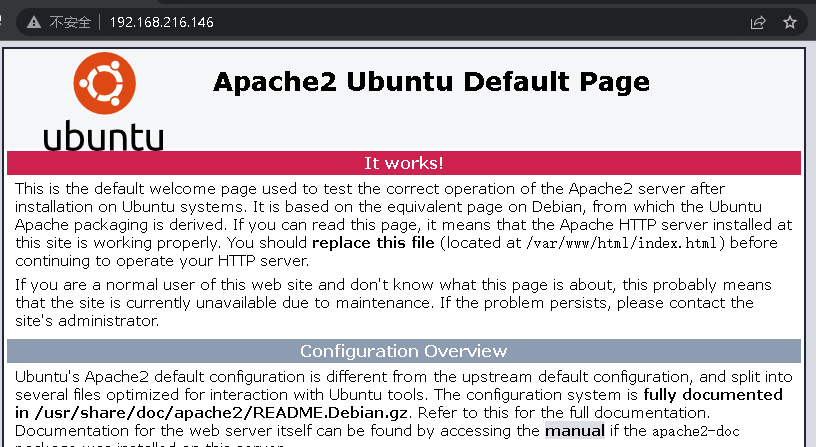 不安全 192.168.216.146
Apache2 Ubuntu Default Page
ubuntu
It works!
This is the default welcome page used to test the correct operation of the Apache2 server after
installation on Ubuntu systems. It is based on the equivalent page on Debian, from which the Ubuntu
Apache packaging is derived. If you can read this page, it means that the Apache HTTP server installed at
this site is working properly. You should replace this file (located at /var/www/html/index.html) before
continuing to operate your HTTP server.
If you are a normal user of this web site and don't know what this page is about, this probably means
that the site is currently unavailable due to maintenance. If the problem persists, please contact the
site's administrator.
Configuration Overview
Ubuntu's Apache2 default configuration is different from the upstream default configuration, and split into
several files optimized for interaction with Ubuntu tools. The configuration system is fully documented
in /usr/share/doc/apache2/README.Debian.gz. Refer to this for the full documentation.
Documentation for the web server itself can be found by accessing the manual if the apache2-doc